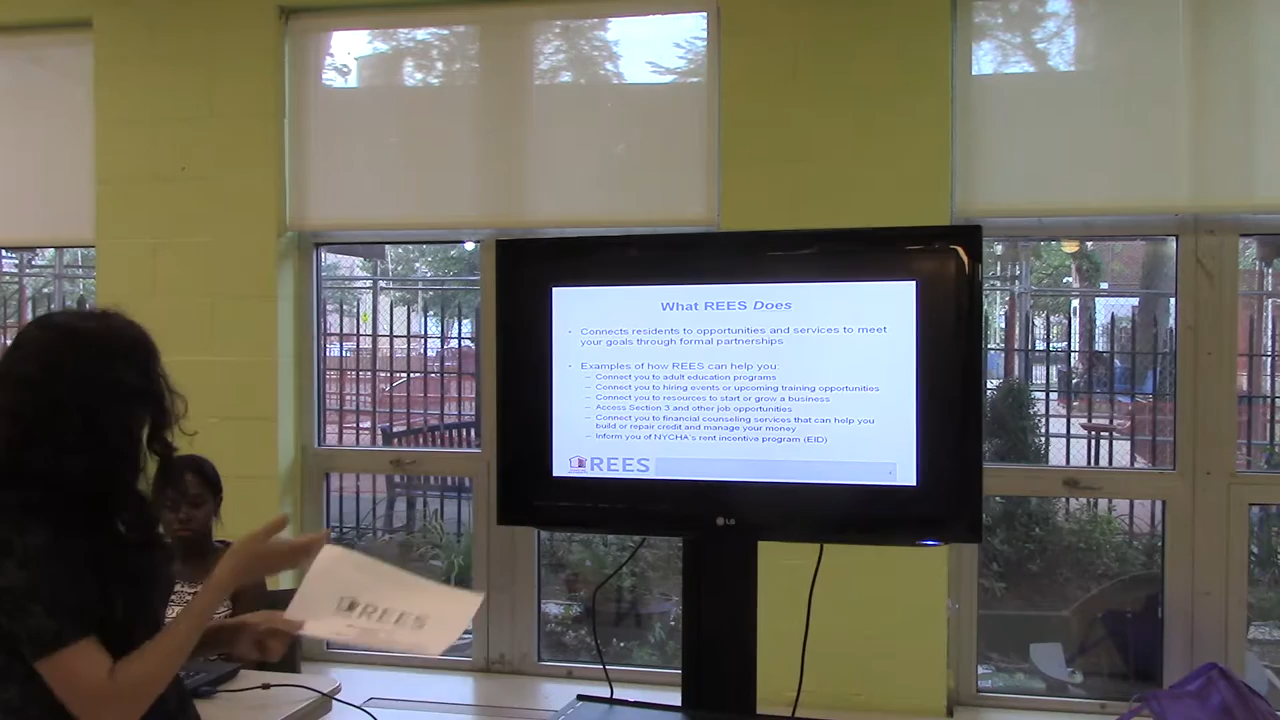 What REES Does
• Connects residents to opportunities and services to meet
your goals through formal partnerships
• Examples of how REES can help you:
– Connect you to adult education programs
– Connect you to hiring events or upcoming training opportunities
– Connect you to resources to start or grow a business
– Access Section 3 and other job opportunities
– Connect you to financial counseling services that can help you
build or repair credit and manage your money
– Inform you of NYCHA's rent incentive program (EID)
REES
LG
REES